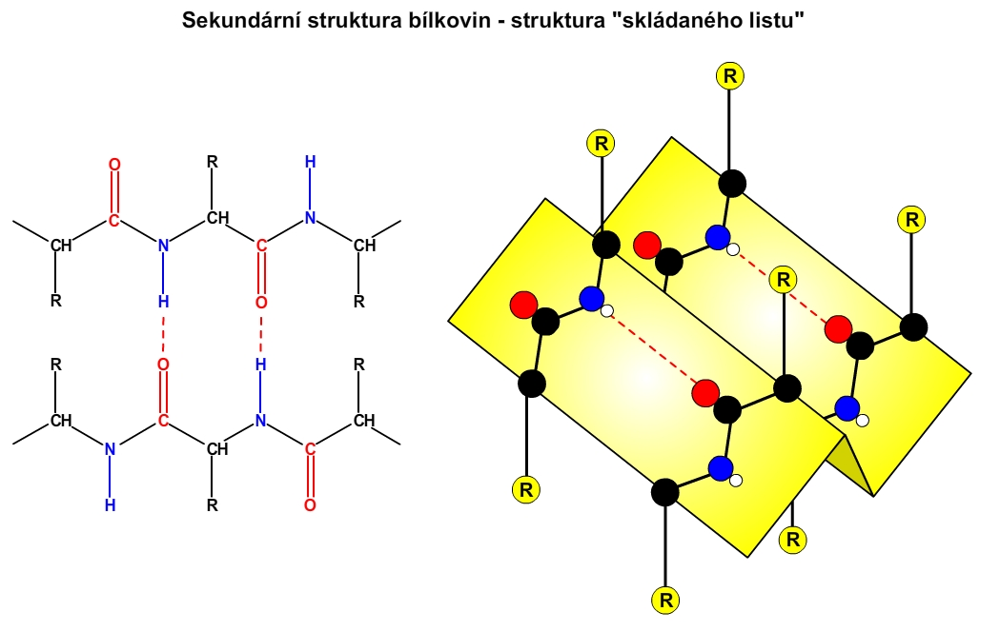 Sekundární struktura bílkovin - struktura "skládaného listu"
R
R
O R H
C CH N
CH N C CH
R H O R
R O H R
CH C N CH
N CH C
H R O
R
R
R
R
R
R